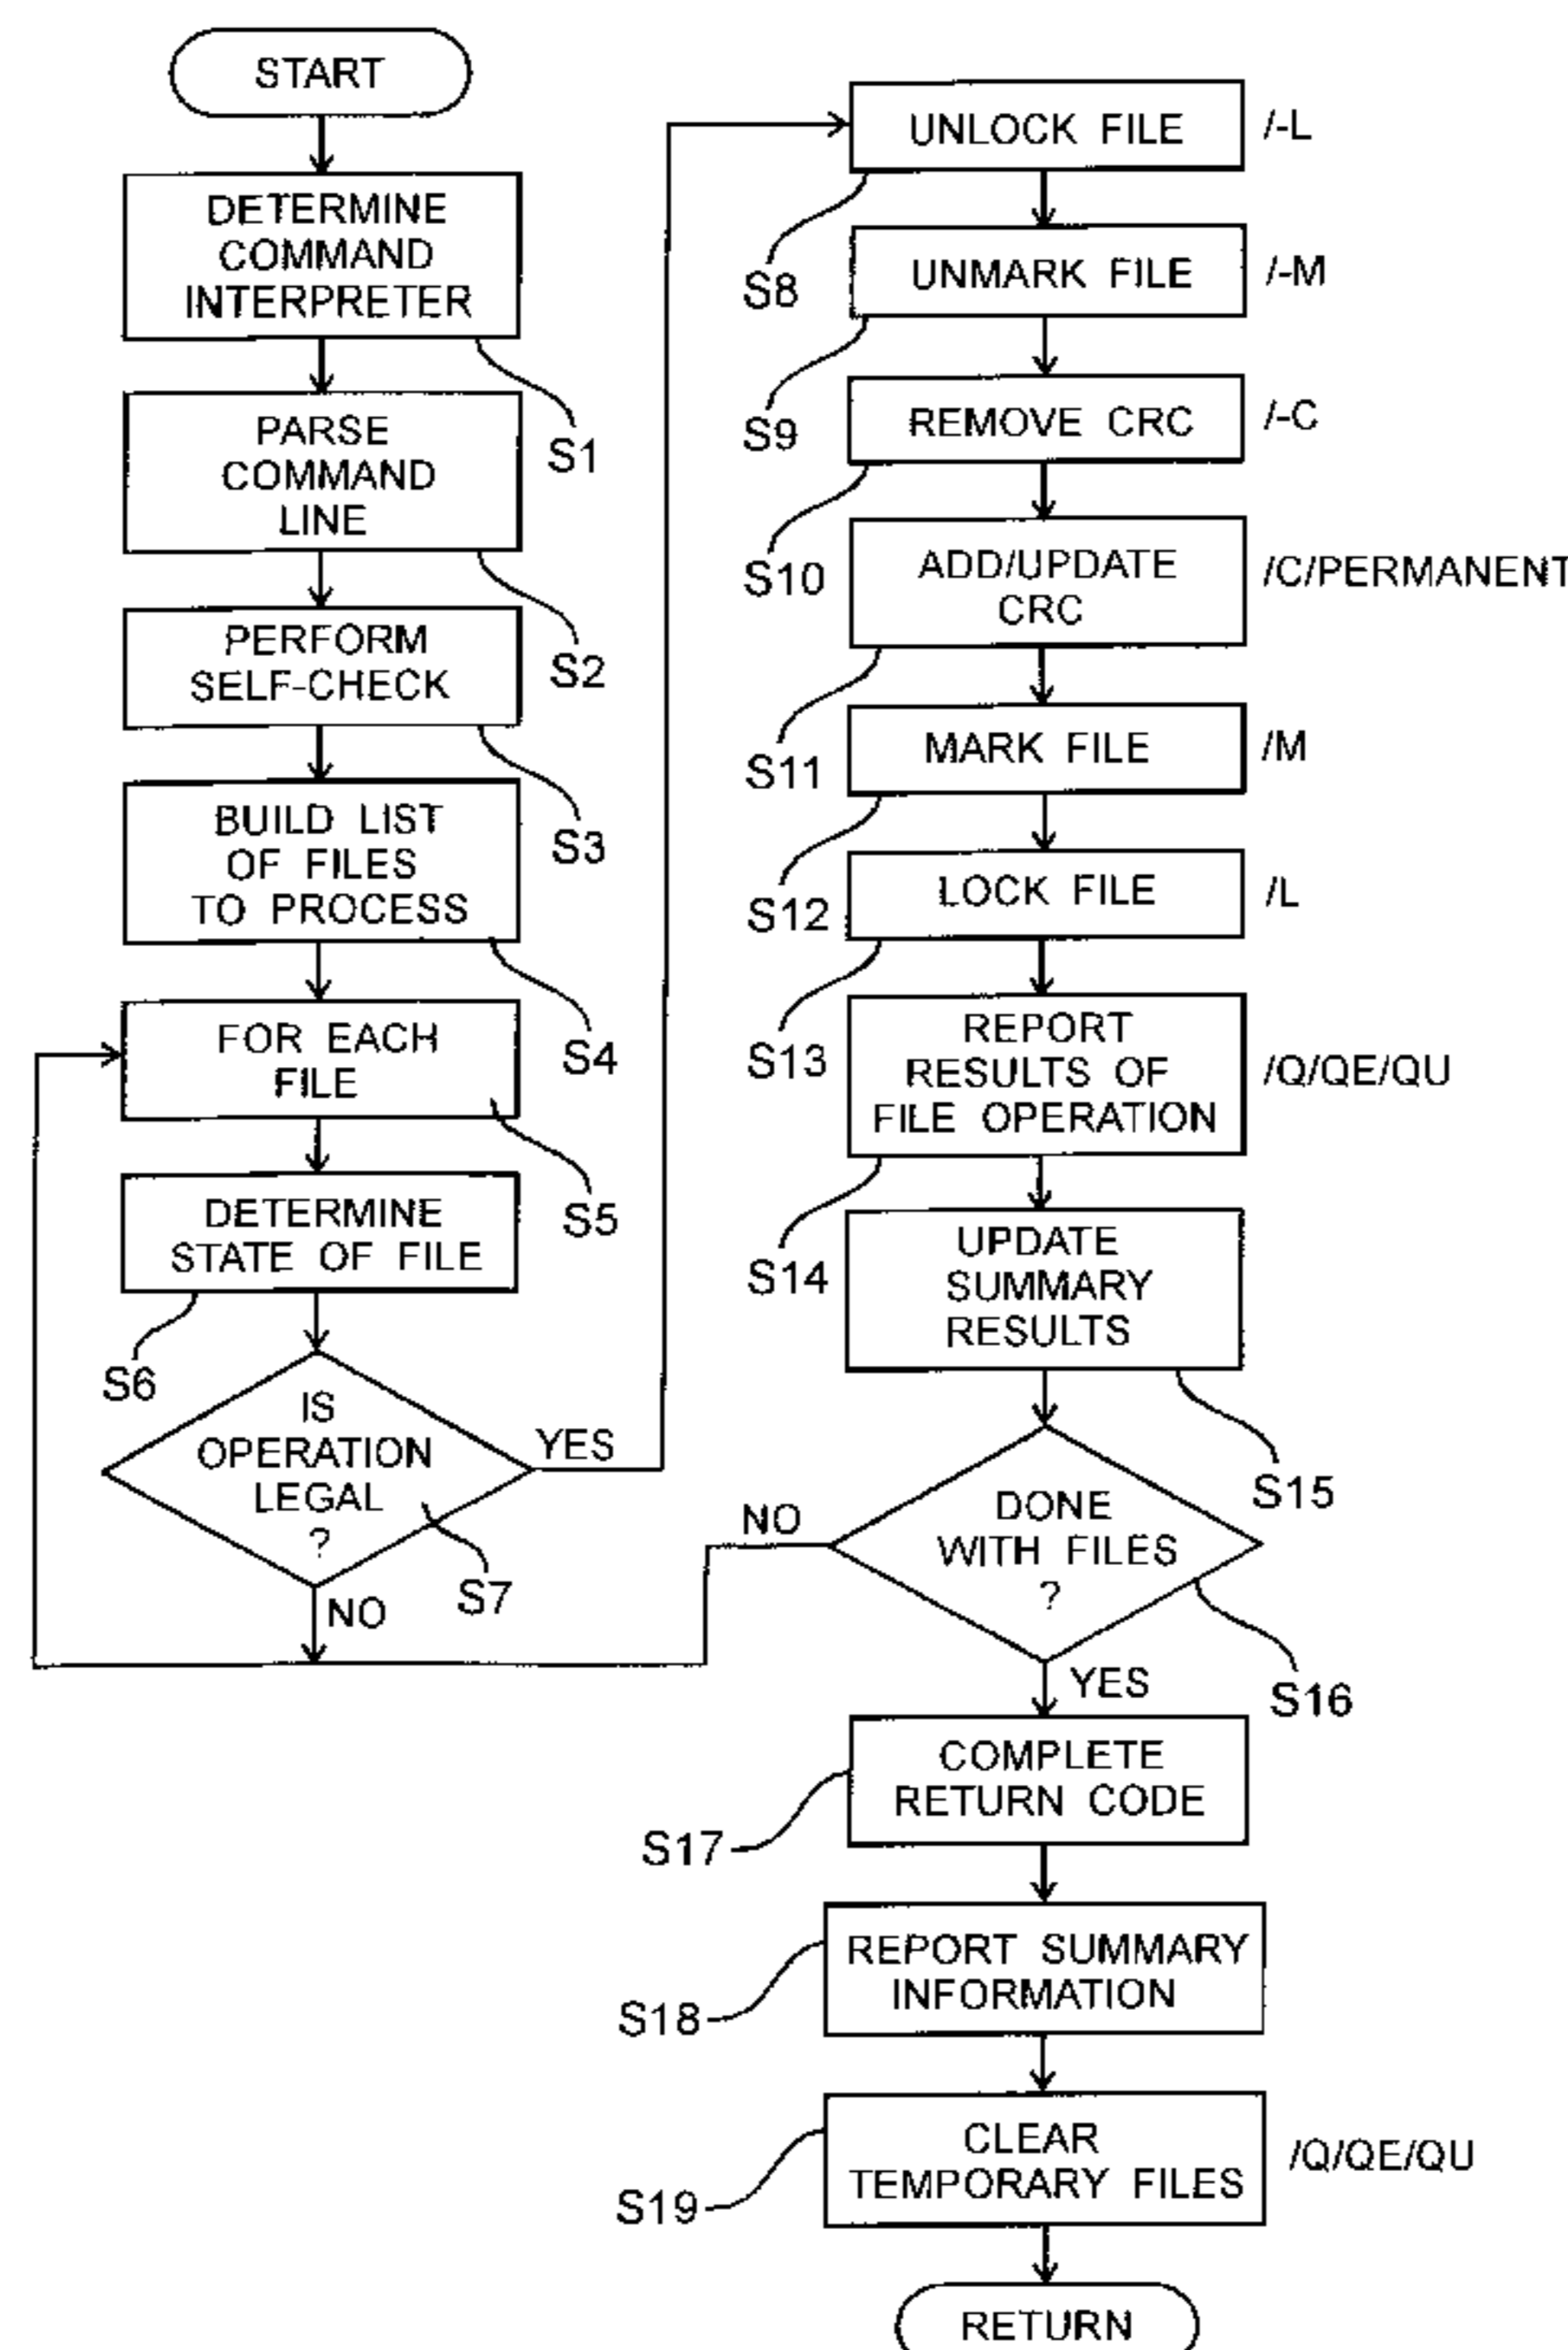 START
DETERMINE
COMMAND
INTERPRETER
S1
PARSE
COMMAND
LINE
S2
PERFORM
SELF-CHECK
S3
BUILD LIST
OF FILES
TO PROCESS
S4
FOR EACH
FILE
S5
DETERMINE
STATE OF FILE
S6
IS
OPERATION
LEGAL
?
YES
S7
NO
UNLOCK FILE
/-L
S8
UNMARK FILE
/-M
S9
REMOVE CRC
/-C
S10
ADD/UPDATE
CRC
/C/PERMANENT
S11
MARK FILE
/M
S12
LOCK FILE
/L
S13
REPORT
RESULTS OF
FILE OPERATION
/Q/QE/QU
S14
UPDATE
SUMMARY
RESULTS
S15
DONE
WITH FILES
?
NO
S16
YES
COMPLETE
RETURN CODE
S17
REPORT SUMMARY
INFORMATION
S18
CLEAR
TEMPORARY FILES
/Q/QE/QU
S19
RETURN